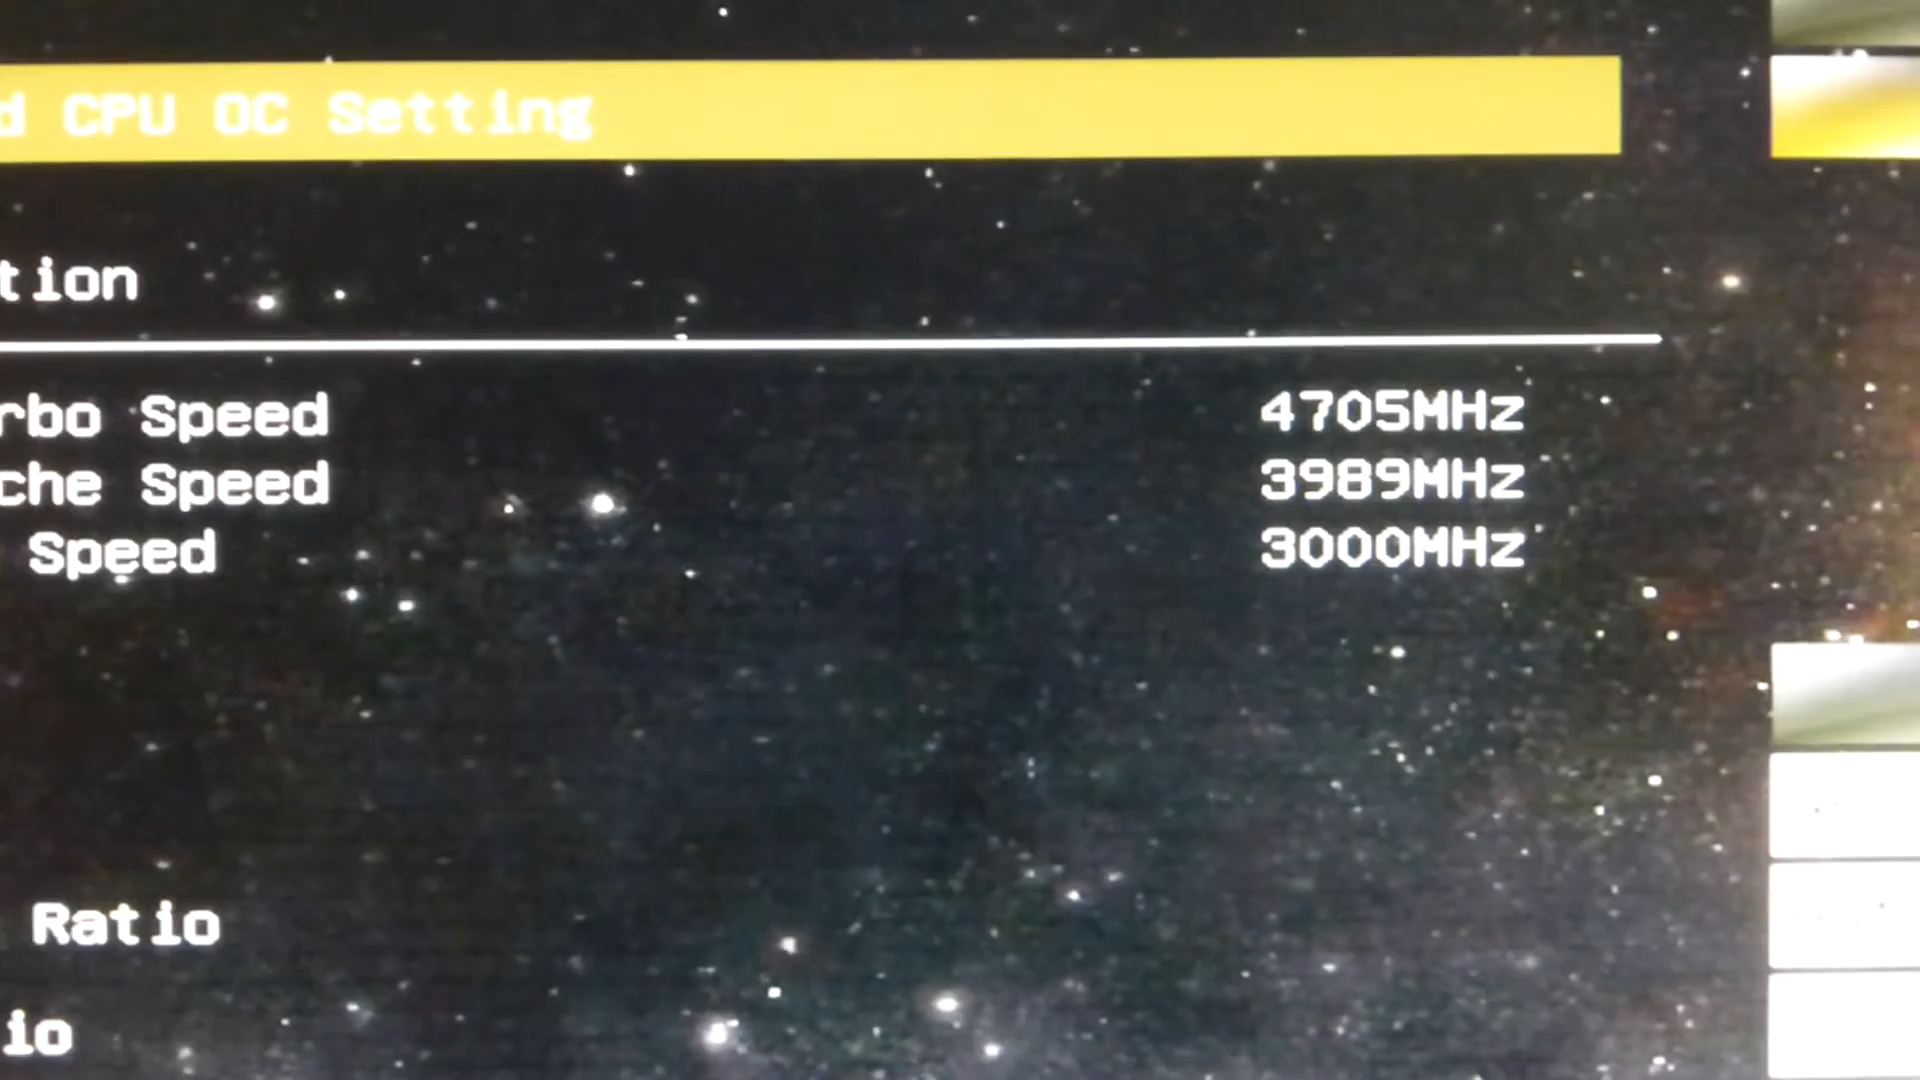 d CPU OC Setting
tion
rbo Speed 4705MHz
che Speed 3989MHz
Speed 3000MHz
Ratio
io